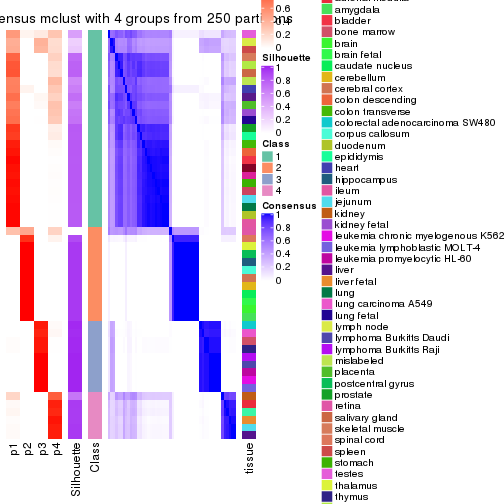 ensus mclust with 4 groups from 250 partitions
0.6
0.4
0.2
0
Silhouette
1
0.8
0.6
0.4
0.2
0
Class
1
2
3
4
Consensus
1
0.8
0.6
0.4
0.2
0
p1
p2
p3
p4
Silhouette
Class
tissue
amygdala
bladder
bone marrow
brain
brain fetal
caudate nucleus
cerebellum
cerebral cortex
colon descending
colon transverse
colorectal adenocarcinoma SW480
corpus callosum
duodenum
epididymis
heart
hippocampus
ileum
jejunum
kidney
kidney fetal
leukemia chronic myelogenous K562
leukemia lymphoblastic MOLT-4
leukemia promyelocytic HL-60
liver
liver fetal
lung
lung carcinoma A549
lung fetal
lymph node
lymphoma Burkitts Daudi
lymphoma Burkitts Raji
mislabeled
placenta
postcentral gyrus
prostate
retina
salivary gland
skeletal muscle
spinal cord
spleen
stomach
testes
thalamus
thymus